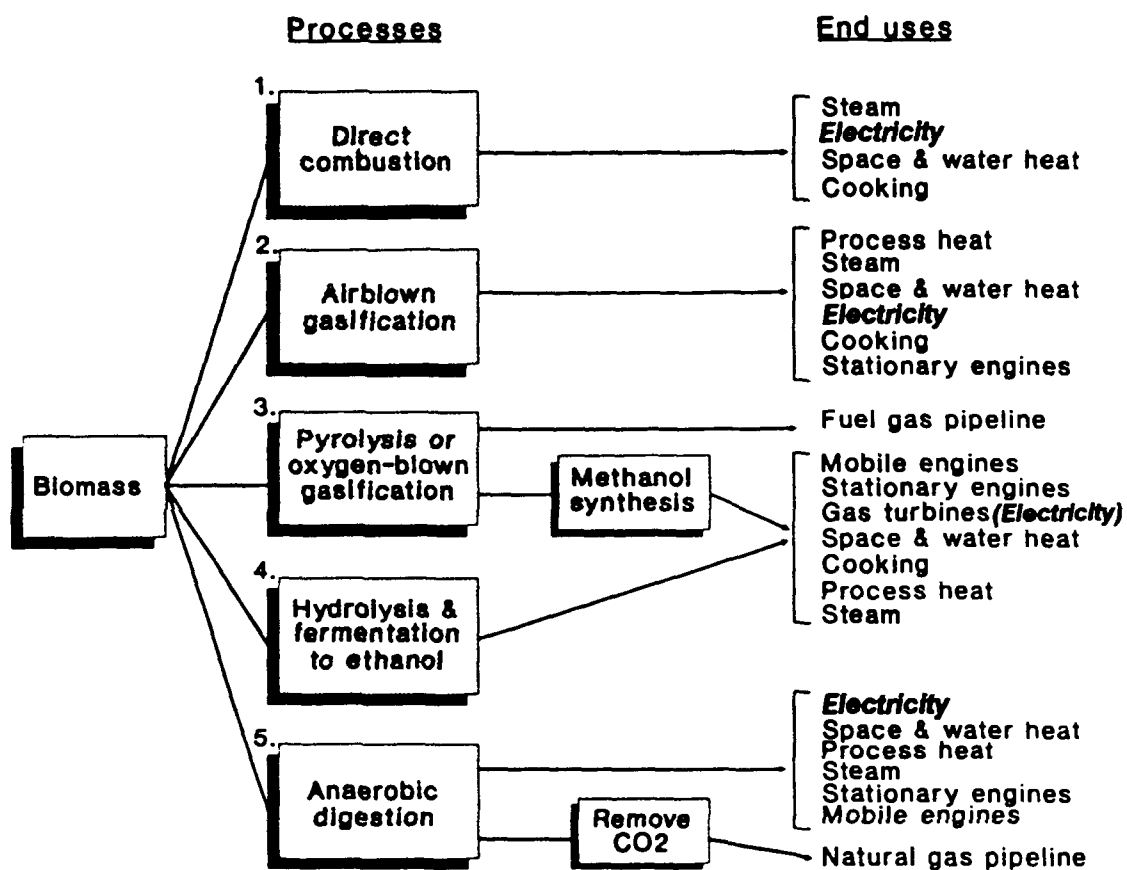 Processes
End uses
1.
Direct
combustion
Steam
Electricity
Space & water heat
Cooking
2.
Airblown
gasification
Process heat
Steam
Space & water heat
Electricity
Cooking
Stationary engines
Biomass
3.
Pyrolysis or
oxygen-blown
gasification
Fuel gas pipeline
Methanol
synthesis
Mobile engines
Stationary engines
Gas turbines (Electricity)
Space & water heat
Cooking
Process heat
Steam
4.
Hydrolysis &
fermentation
to ethanol
5.
Anaerobic
digestion
Electricity
Space & water heat
Process heat
Steam
Stationary engines
Mobile engines
Remove
CO2
Natural gas pipeline